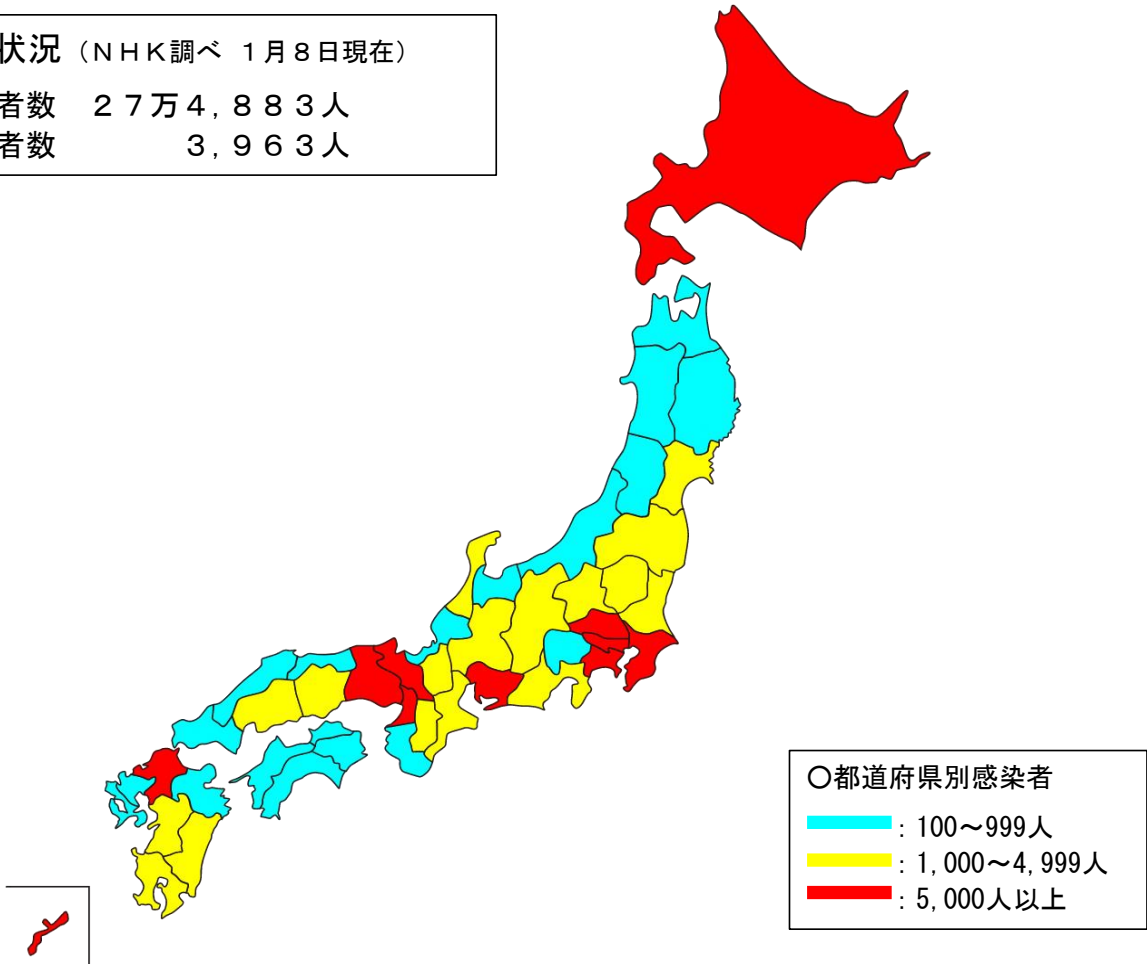 状況（ＮＨＫ調べ １月８日現在）
者数 ２７万４,８８３人
者数 ３,９６３人
○都道府県別感染者
：100～999人
：1,000～4,999人
：5,000人以上